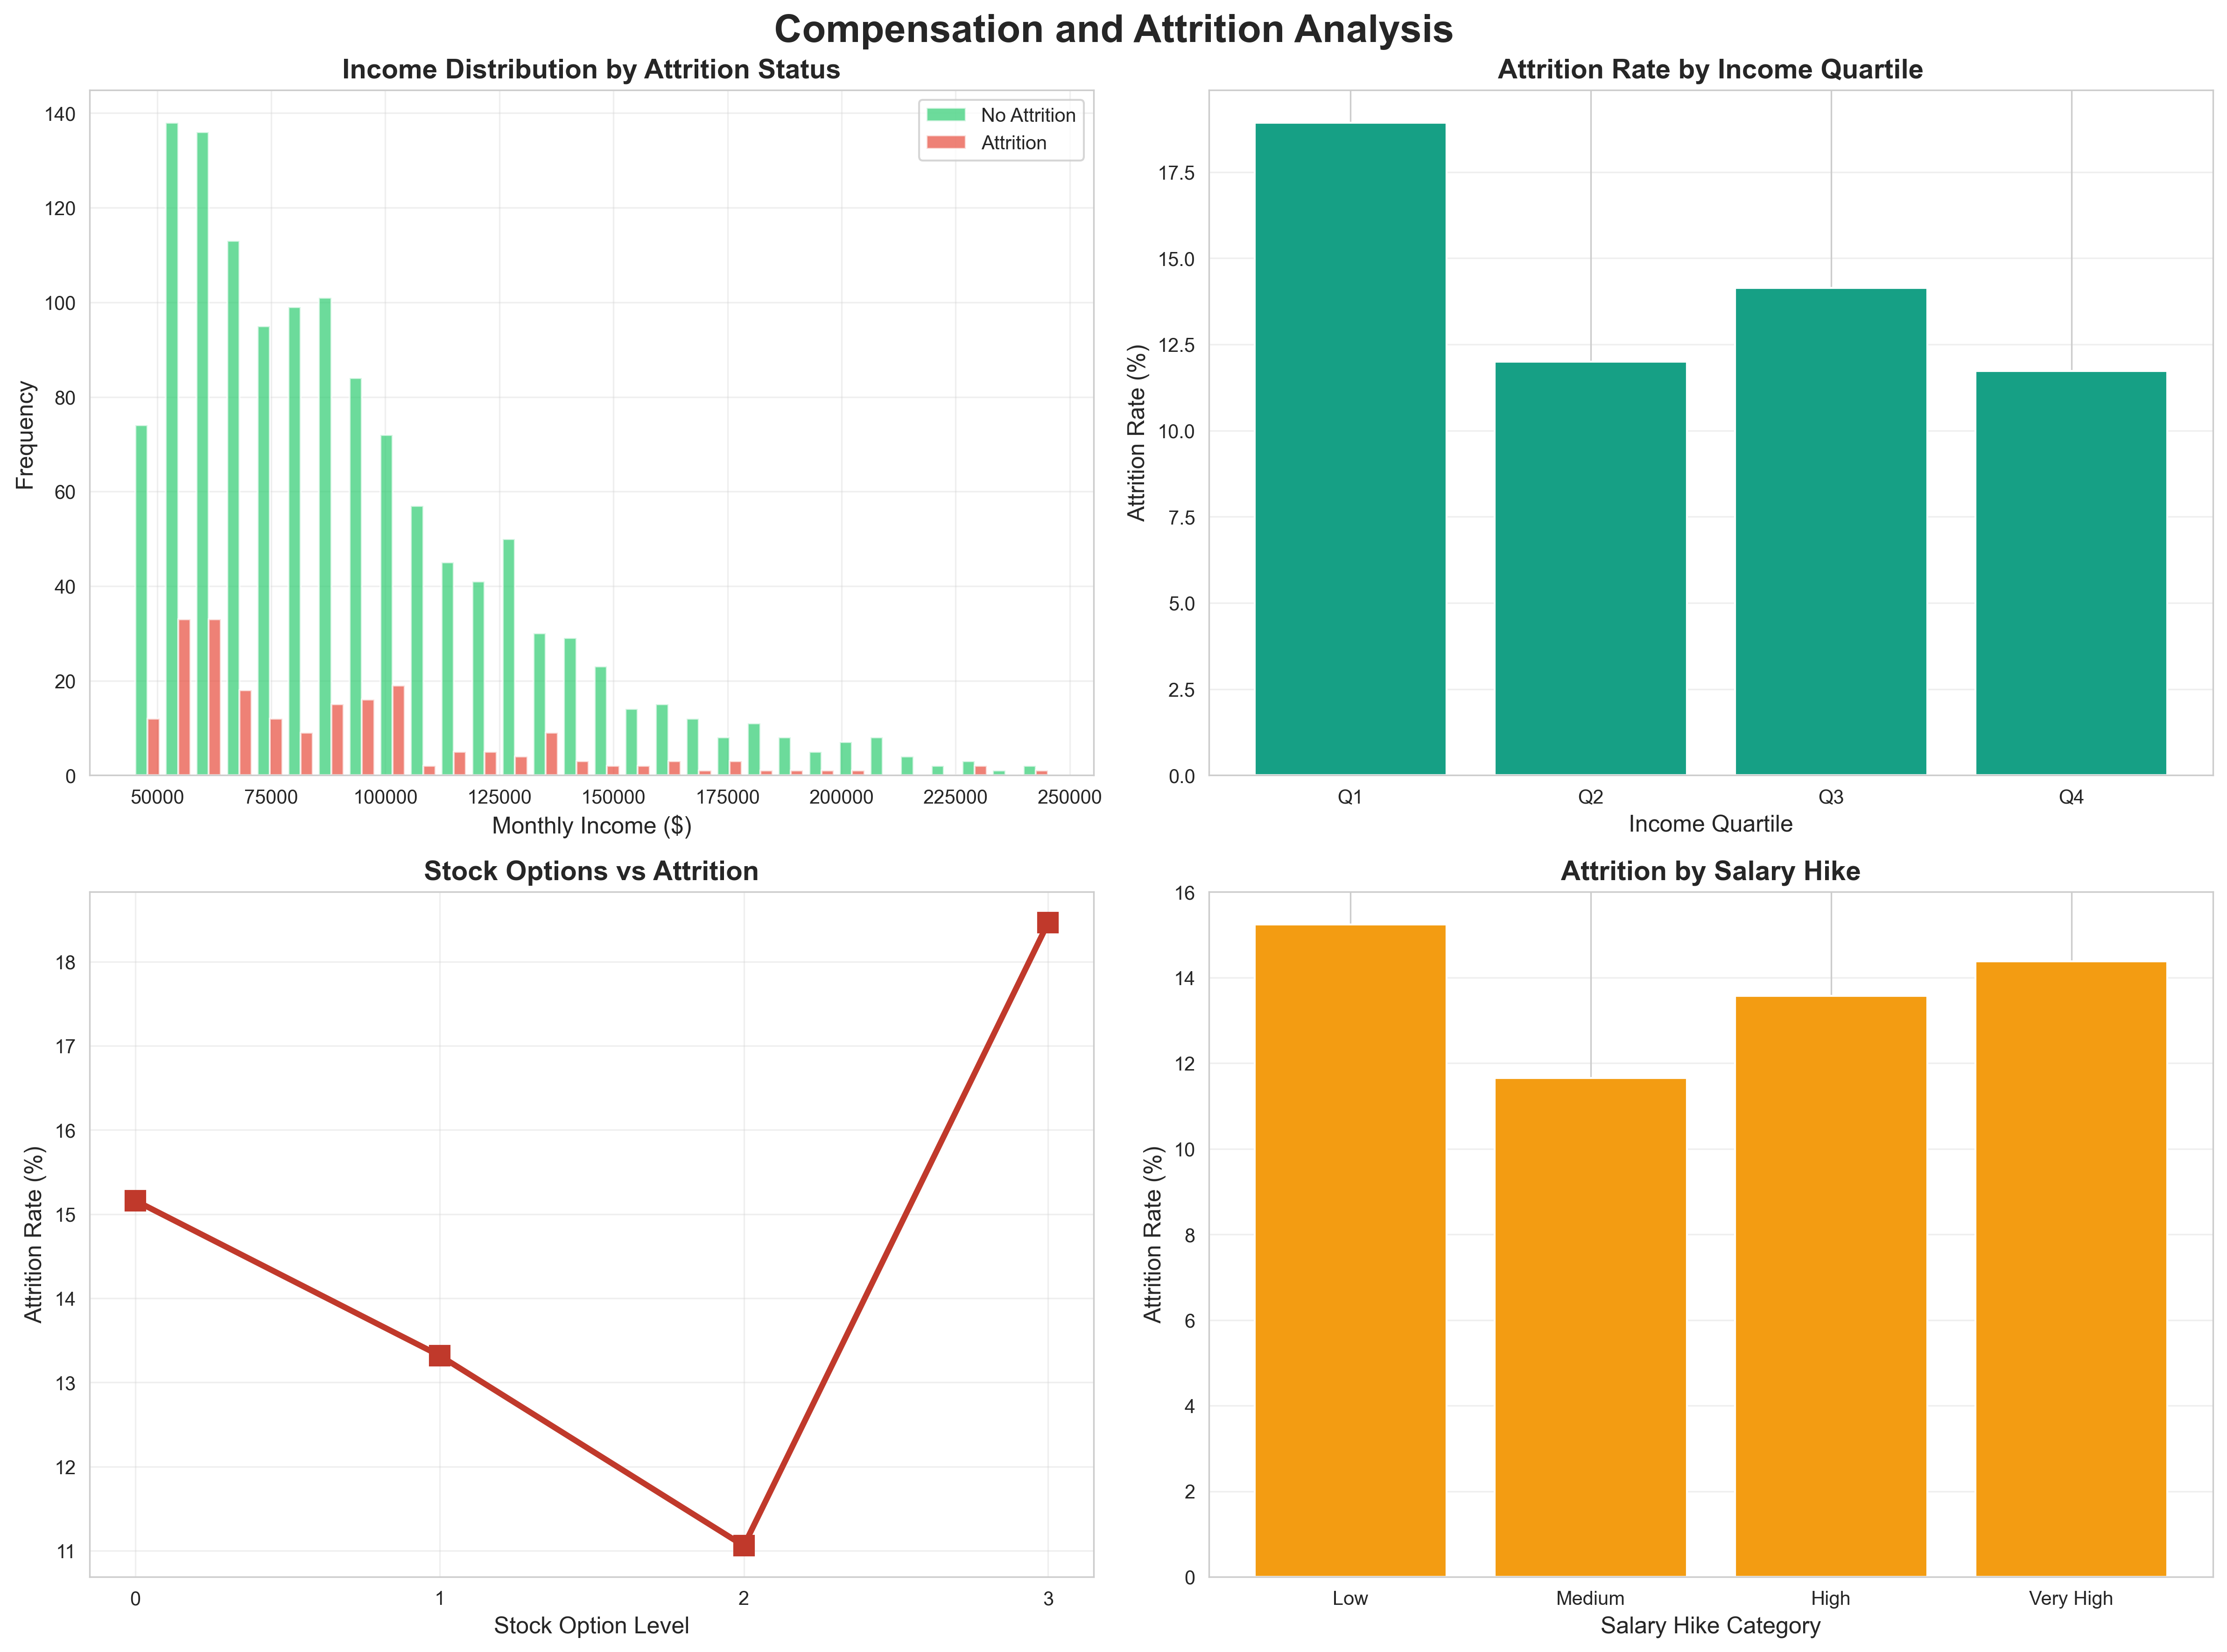 Compensation and Attrition Analysis
Income Distribution by Attrition Status
140
120
100
80
60
40
20
0
Frequency
No Attrition
Attrition
50000 75000 100000 125000 150000 175000 200000 225000 250000
Monthly Income ($)
Attrition Rate by Income Quartile
17.5
15.0
12.5
10.0
7.5
5.0
2.5
0.0
Attrition Rate (%)
Q1 Q2 Q3 Q4
Income Quartile
Stock Options vs Attrition
18
17
16
15
14
13
12
11
Attrition Rate (%)
0 1 2 3
Stock Option Level
Attrition by Salary Hike
16
14
12
10
8
6
4
2
0
Attrition Rate (%)
Low Medium High Very High
Salary Hike Category